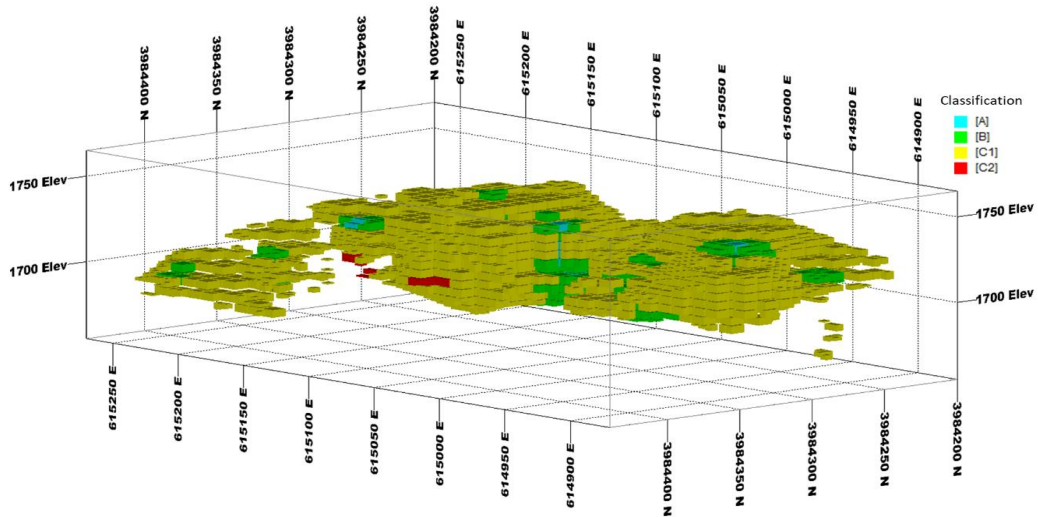 3984400 N
3984350 N
3984300 N
3984250 N
3984200 N
615250 E
615200 E
615150 E
615100 E
615050 E
615000 E
614950 E
614900 E
Classification
[A]
[B]
[C1]
[C2]
1750 Elev
1700 Elev
1750 Elev
1700 Elev
615250 E
615200 E
615150 E
615100 E
615050 E
615000 E
614950 E
614900 E
3984400 N
3984350 N
3984300 N
3984250 N
3984200 N